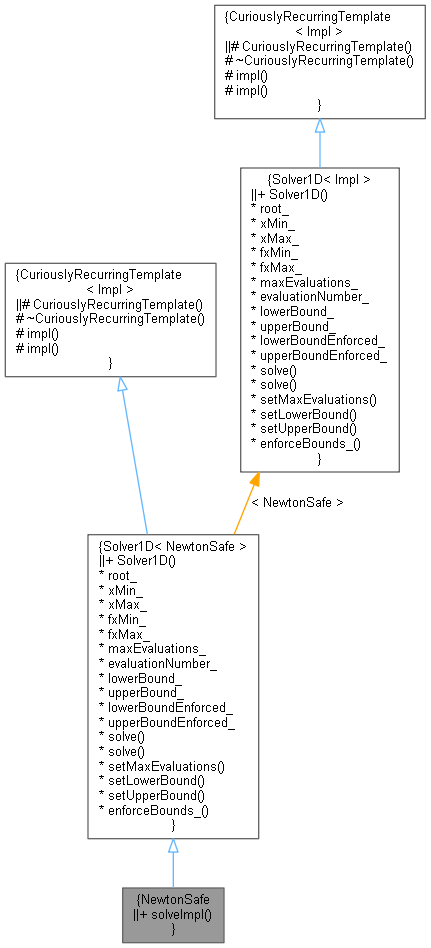 {CuriouslyRecurringTemplate
< Impl >
||# CuriouslyRecurringTemplate()
# ~CuriouslyRecurringTemplate()
# impl()
# impl()
}
{Solver1D< Impl >
||+ Solver1D()
* root_
* xMin_
* xMax_
* fxMin_
* fxMax_
* maxEvaluations_
* evaluationNumber_
* lowerBound_
* upperBound_
* lowerBoundEnforced_
* upperBoundEnforced_
* solve()
* solve()
* setMaxEvaluations()
* setLowerBound()
* setUpperBound()
* enforceBounds_()
}
{CuriouslyRecurringTemplate
< Impl >
||# CuriouslyRecurringTemplate()
# ~CuriouslyRecurringTemplate()
# impl()
# impl()
}
< NewtonSafe >
{Solver1D< NewtonSafe >
||+ Solver1D()
* root_
* xMin_
* xMax_
* fxMin_
* fxMax_
* maxEvaluations_
* evaluationNumber_
* lowerBound_
* upperBound_
* lowerBoundEnforced_
* upperBoundEnforced_
* solve()
* solve()
* setMaxEvaluations()
* setLowerBound()
* setUpperBound()
* enforceBounds_()
}
{NewtonSafe
||+ solveImpl()
}